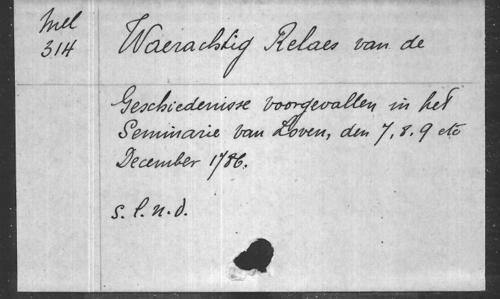 Mel
314
Waerachtig Relaes van de
Geschiedenisse voorgevallen in het
Seminarie van Loven, den 7, 8. 9 etc
December 1786.
s. l. n. d.